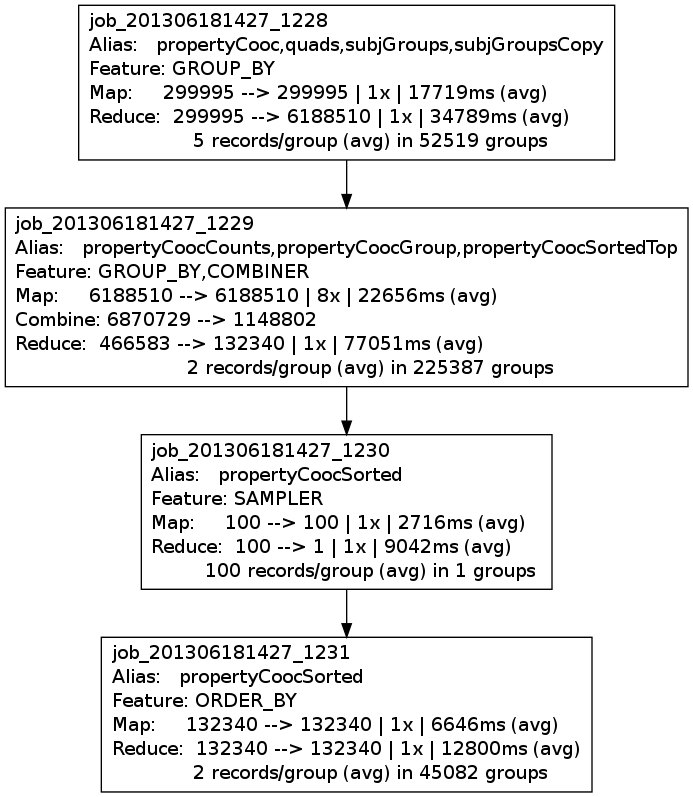 job_201306181427_1228
Alias: propertyCooc,quads,subjGroups,subjGroupsCopy
Feature: GROUP_BY
Map: 299995 --> 299995 | 1x | 17719ms (avg)
Reduce: 299995 --> 6188510 | 1x | 34789ms (avg)
5 records/group (avg) in 52519 groups
job_201306181427_1229
Alias: propertyCoocCounts,propertyCoocGroup,propertyCoocSortedTop
Feature: GROUP_BY,COMBINER
Map: 6188510 --> 6188510 | 8x | 22656ms (avg)
Combine: 6870729 --> 1148802
Reduce: 466583 --> 132340 | 1x | 77051ms (avg)
2 records/group (avg) in 225387 groups
job_201306181427_1230
Alias: propertyCoocSorted
Feature: SAMPLER
Map: 100 --> 100 | 1x | 2716ms (avg)
Reduce: 100 --> 1 | 1x | 9042ms (avg)
100 records/group (avg) in 1 groups
job_201306181427_1231
Alias: propertyCoocSorted
Feature: ORDER_BY
Map: 132340 --> 132340 | 1x | 6646ms (avg)
Reduce: 132340 --> 132340 | 1x | 12800ms (avg)
2 records/group (avg) in 45082 groups